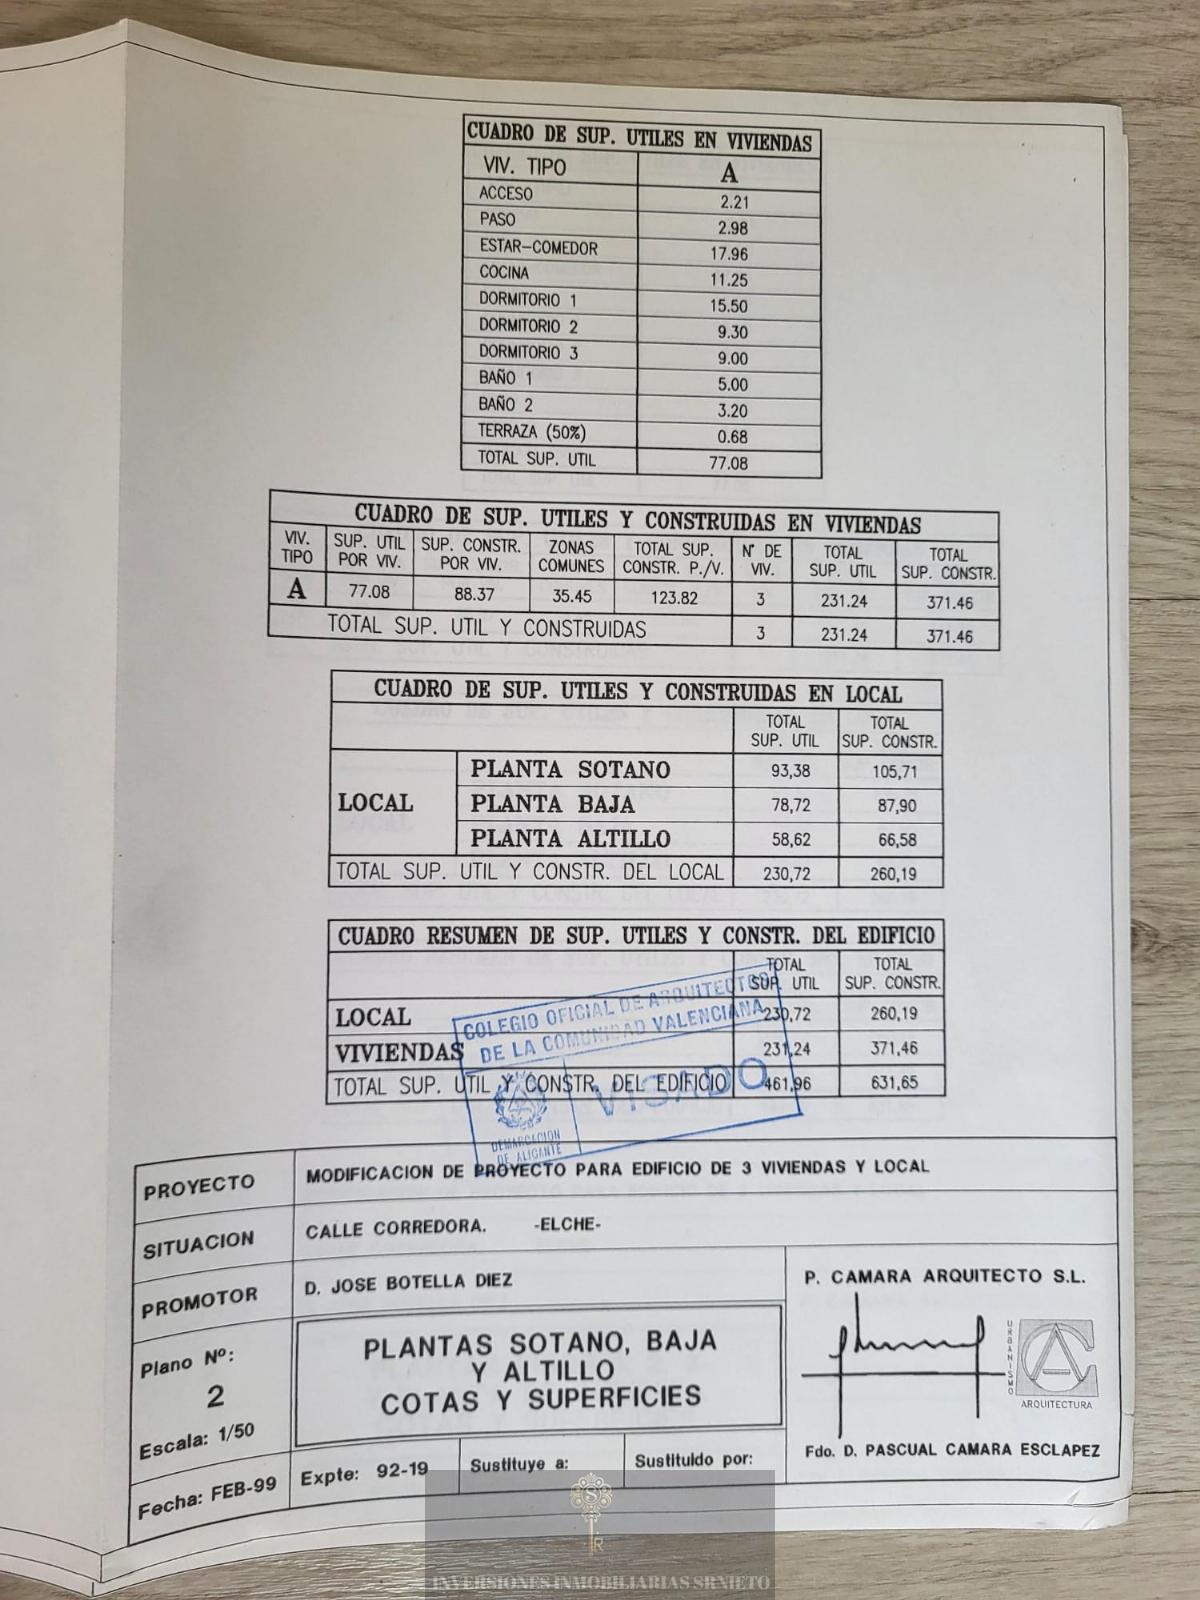 CUADRO DE SUP. UTILES EN VIVIENDAS
VIV. TIPO A
ACCESO 2.21
PASO 2.98
ESTAR-COMEDOR 17.96
COCINA 11.25
DORMITORIO 1 15.50
DORMITORIO 2 9.30
DORMITORIO 3 9.00
BAÑO 1 5.00
BAÑO 2 3.20
TERRAZA (50%) 0.68
TOTAL SUP. UTIL 77.08
CUADRO DE SUP. UTILES Y CONSTRUIDAS EN VIVIENDAS
VIV. SUP. UTIL SUP. CONSTR. ZONAS TOTAL SUP. Nº DE TOTAL TOTAL
TIPO POR VIV. POR VIV. COMUNES CONSTR. P./V. VIV. SUP. UTIL SUP. CONSTR.
A 77.08 88.37 35.45 123.82 3 231.24 371.46
TOTAL SUP. UTIL Y CONSTRUIDAS 3 231.24 371.46
CUADRO DE SUP. UTILES Y CONSTRUIDAS EN LOCAL
TOTAL TOTAL
SUP. UTIL SUP. CONSTR.
LOCAL
PLANTA SOTANO 93,38 105,71
PLANTA BAJA 78,72 87,90
PLANTA ALTILLO 58,62 66,58
TOTAL SUP. UTIL Y CONSTR. DEL LOCAL 230,72 260,19
CUADRO RESUMEN DE SUP. UTILES Y CONSTR. DEL EDIFICIO
TOTAL TOTAL
SUP. UTIL SUP. CONSTR.
LOCAL 230,72 260,19
VIVIENDAS 231,24 371,46
TOTAL SUP. UTIL Y CONSTR. DEL EDIFICIO 461,96 631,65
COLEGIO OFICIAL DE ARQUITECTOS
DE LA COMUNIDAD VALENCIANA
VISADO
DEMARCACION
DE ALICANTE
PROYECTO MODIFICACION DE PROYECTO PARA EDIFICIO DE 3 VIVIENDAS Y LOCAL
SITUACION CALLE CORREDORA. -ELCHE-
PROMOTOR D. JOSE BOTELLA DIEZ
P. CAMARA ARQUITECTO S.L.
Plano Nº:
2
Escala: 1/50
Fecha: FEB-99
PLANTAS SOTANO, BAJA
Y ALTILLO
COTAS Y SUPERFICIES
Expte: 92-19
Sustituye a:
Sustituido por:
URBANISMO
CA
ARQUITECTURA
Fdo. D. PASCUAL CAMARA ESCLAPEZ
S
R
INVERSIONES INMOBILIARIAS SRNIETO